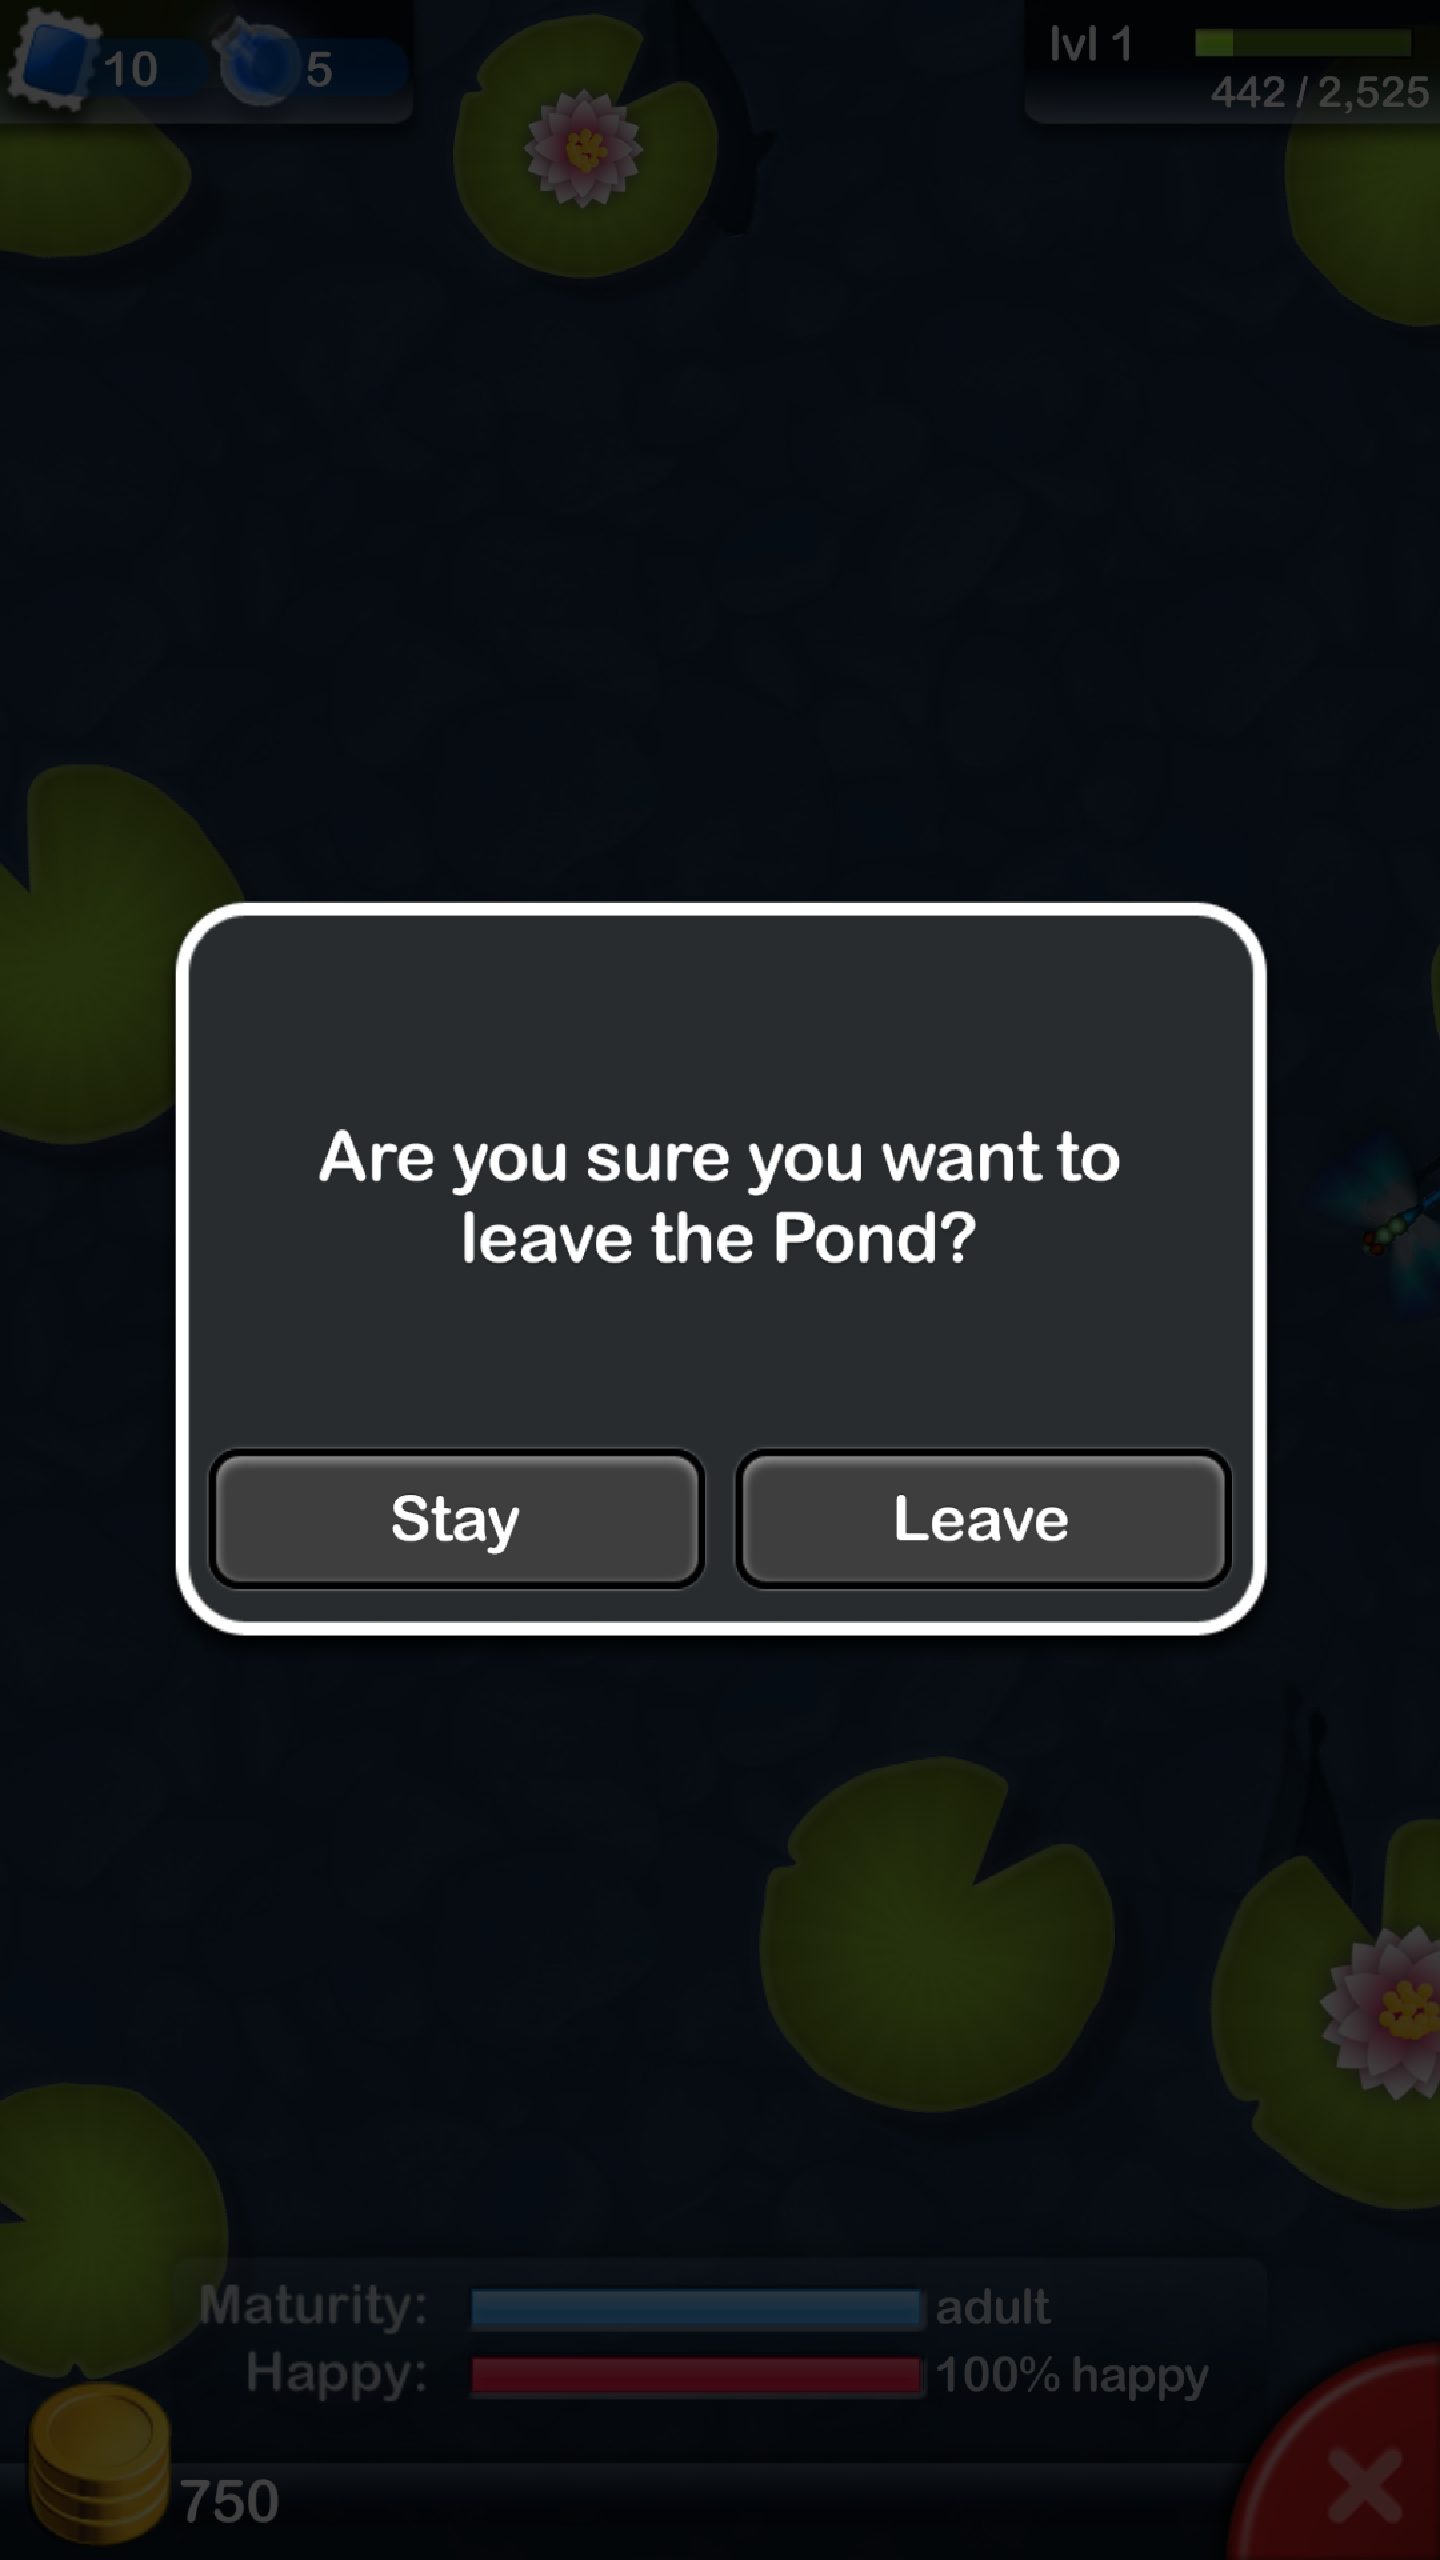 10
5
lvl 1
442 / 2,525
Are you sure you want to
leave the Pond?
Stay
Leave
Maturity:
adult
Happy:
100% happy
750